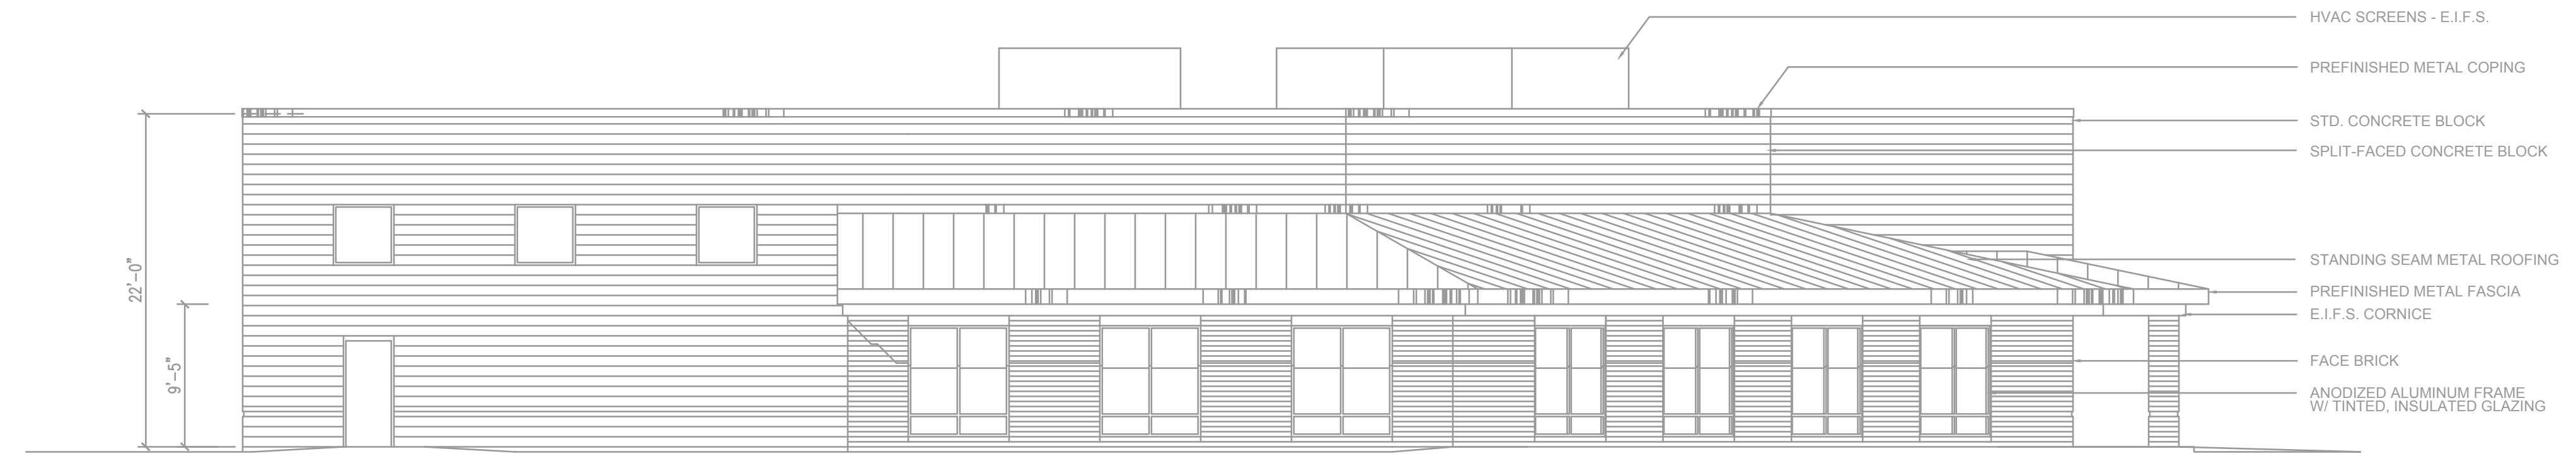 HVAC SCREENS - E.I.F.S.
PREFINISHED METAL COPING
STD. CONCRETE BLOCK
SPLIT-FACED CONCRETE BLOCK
STANDING SEAM METAL ROOFING
PREFINISHED METAL FASCIA
E.I.F.S. CORNICE
FACE BRICK
ANODIZED ALUMINUM FRAME
W/ TINTED, INSULATED GLAZING
22'-0"
9'-5"